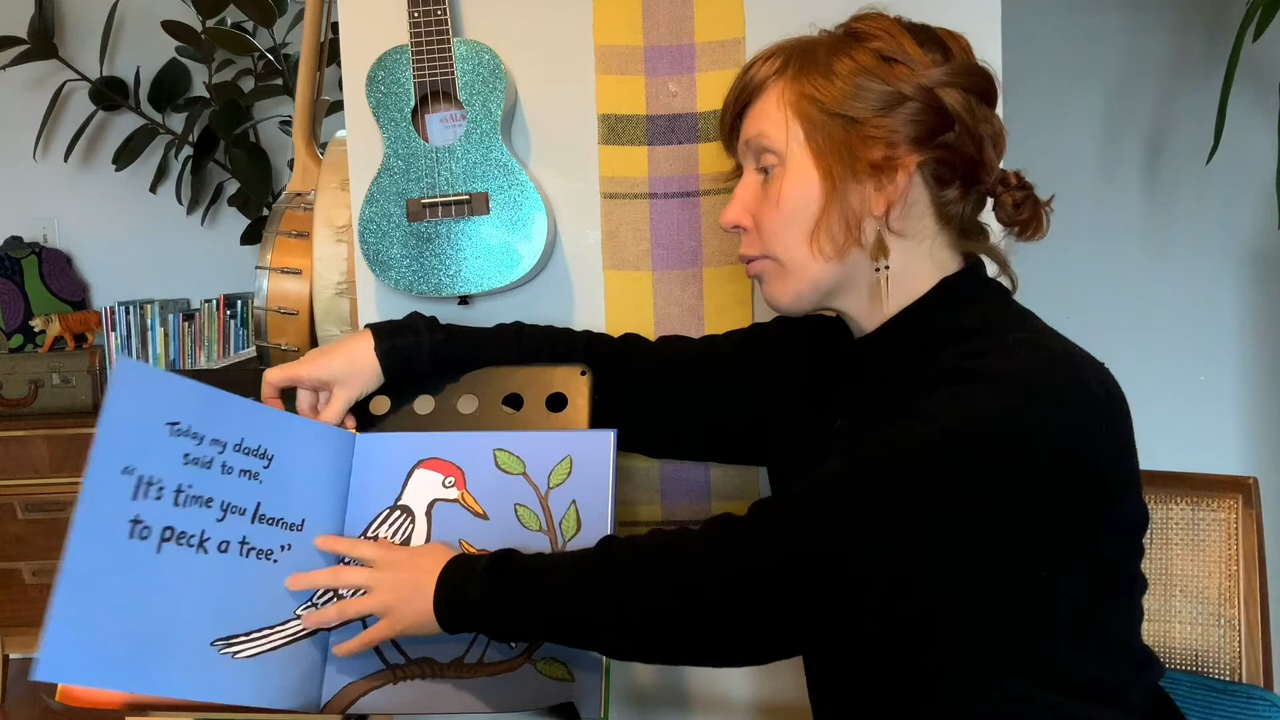 Today my daddy
said to me,
"It's time you learned
to peck a tree."